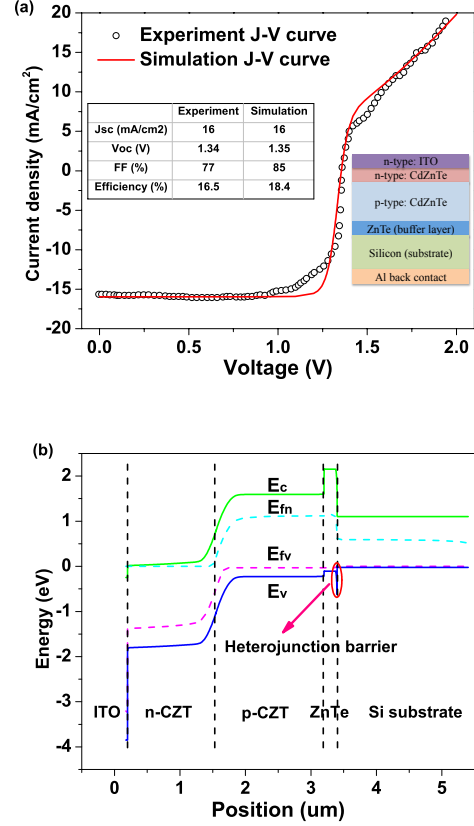 (a)
Experiment J-V curve
Simulation J-V curve
Experiment Simulation
Jsc (mA/cm2) 16 16
Voc (V) 1.34 1.35
FF (%) 77 85
Efficiency (%) 16.5 18.4
n-type: ITO
n-type: CdZnTe
p-type: CdZnTe
ZnTe (buffer layer)
Silicon (substrate)
Al back contact
Current density (mA/cm²)
20
15
10
5
0
-5
-10
-15
-20
0.0 0.5 1.0 1.5 2.0
Voltage (V)
(b)
Energy (eV)
2
1
0
-1
-2
-3
-4
Ec
Efn
Efv
Ev
Heterojunction barrier
ITO n-CZT p-CZT ZnTe Si substrate
0 1 2 3 4 5
Position (um)